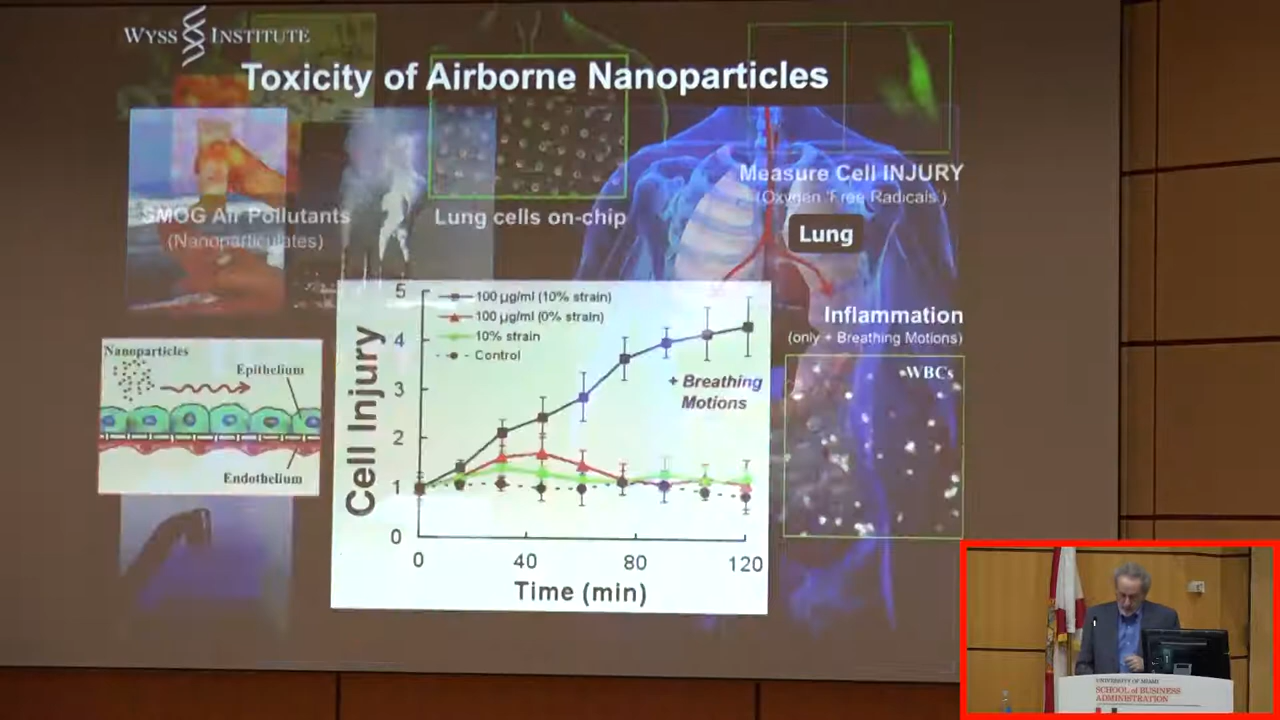 WYSS INSTITUTE
Toxicity of Airborne Nanoparticles
SMOG Air Pollutants
(Nanoparticulates)
Lung cells on-chip
Measure Cell INJURY
(Oxygen 'Free Radicals')
Lung
Inflammation
(only + Breathing Motions)
WBCs
Nanoparticles
Epithelium
Endothelium
Cell Injury
5
4
3
2
1
0
100 µg/ml (10% strain)
100 µg/ml (0% strain)
10% strain
Control
+ Breathing
Motions
0 40 80 120
Time (min)
UNIVERSITY OF MIAMI
SCHOOL of BUSINESS
ADMINISTRATION